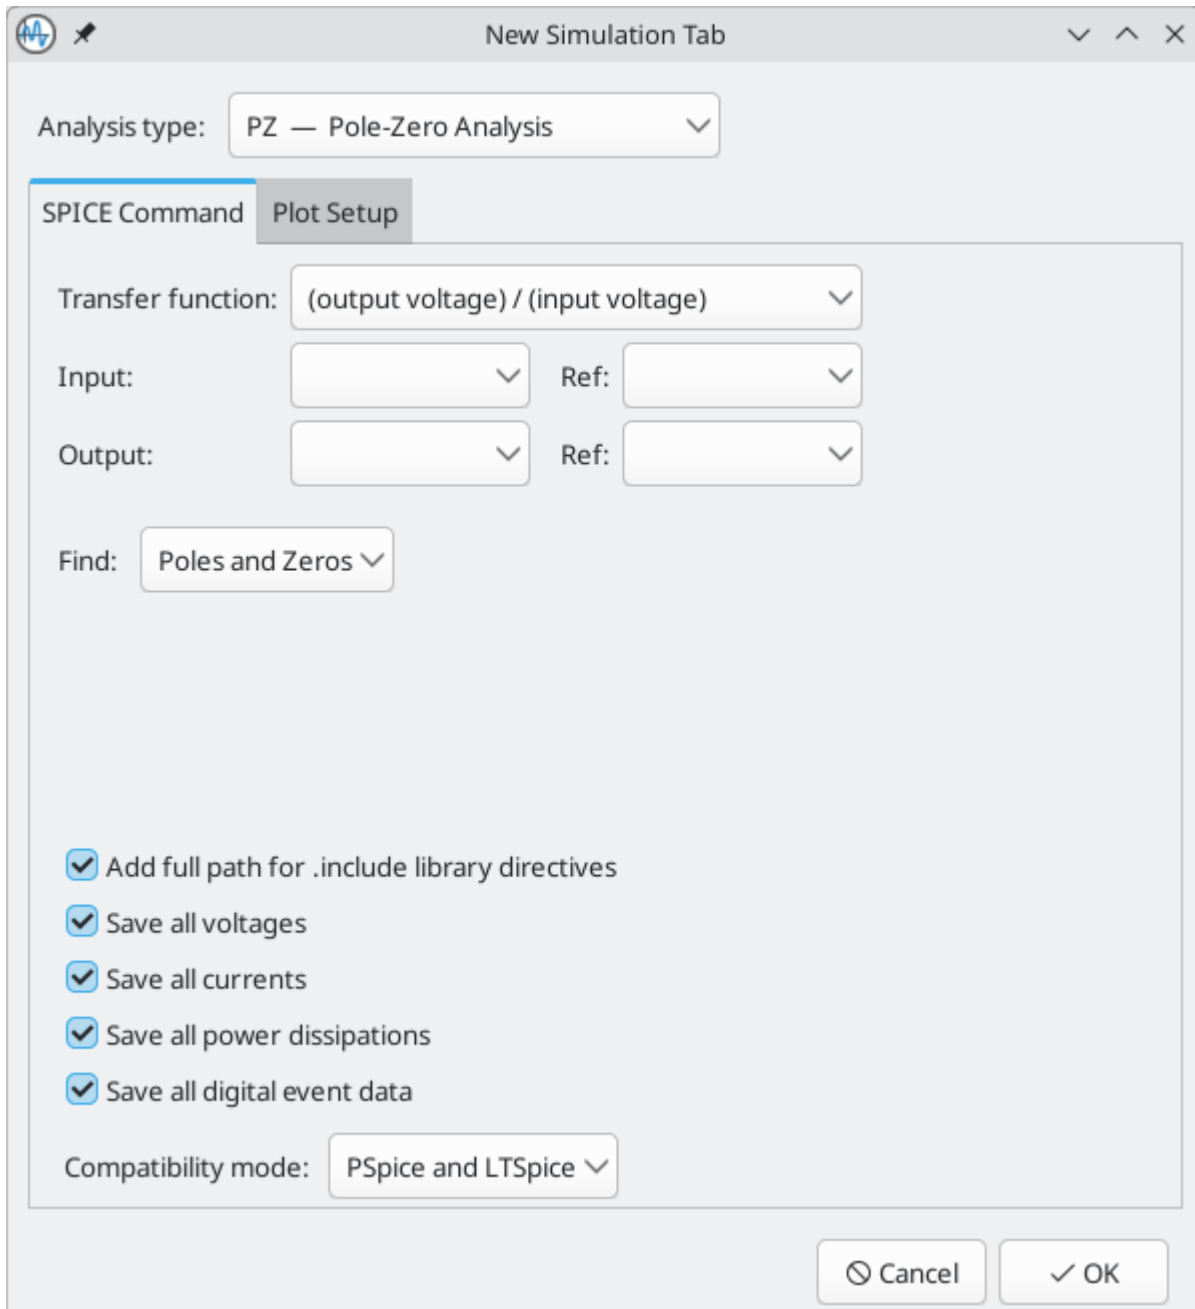 New Simulation Tab
Analysis type: PZ — Pole-Zero Analysis
SPICE Command Plot Setup
Transfer function: (output voltage) / (input voltage)
Input: Ref:
Output: Ref:
Find: Poles and Zeros
Add full path for .include library directives
Save all voltages
Save all currents
Save all power dissipations
Save all digital event data
Compatibility mode: PSpice and LTSpice
Cancel OK